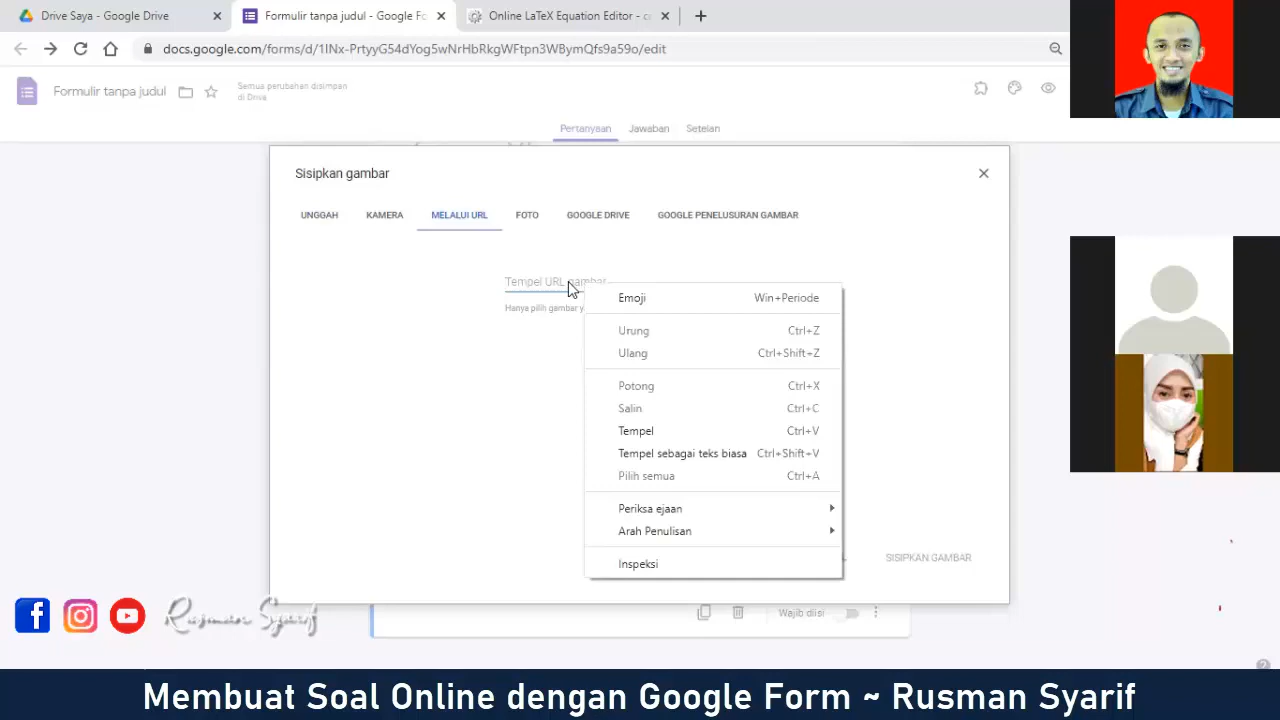 Drive Saya - Google Drive
Formulir tanpa judul - Google Fo
Online LaTeX Equation Editor - co
docs.google.com/forms/d/1INx-PrtyyG54dYog5wNrHbRkgWFtpn3WBymQfs9a59o/edit
Formulir tanpa judul
Semua perubahan disimpan
di Drive
Pertanyaan
Jawaban
Setelan
Sisipkan gambar
UNGGAH
KAMERA
MELALUI URL
FOTO
GOOGLE DRIVE
GOOGLE PENELUSURAN GAMBAR
Tempel URL gambar
Hanya pilih gambar y
Emoji Win+Periode
Urung Ctrl+Z
Ulang Ctrl+Shift+Z
Potong Ctrl+X
Salin Ctrl+C
Tempel Ctrl+V
Tempel sebagai teks biasa Ctrl+Shift+V
Pilih semua Ctrl+A
Periksa ejaan
Arah Penulisan
Inspeksi
SISIPKAN GAMBAR
Wajib diisi
Rusman Syarif
Membuat Soal Online dengan Google Form ~ Rusman Syarif